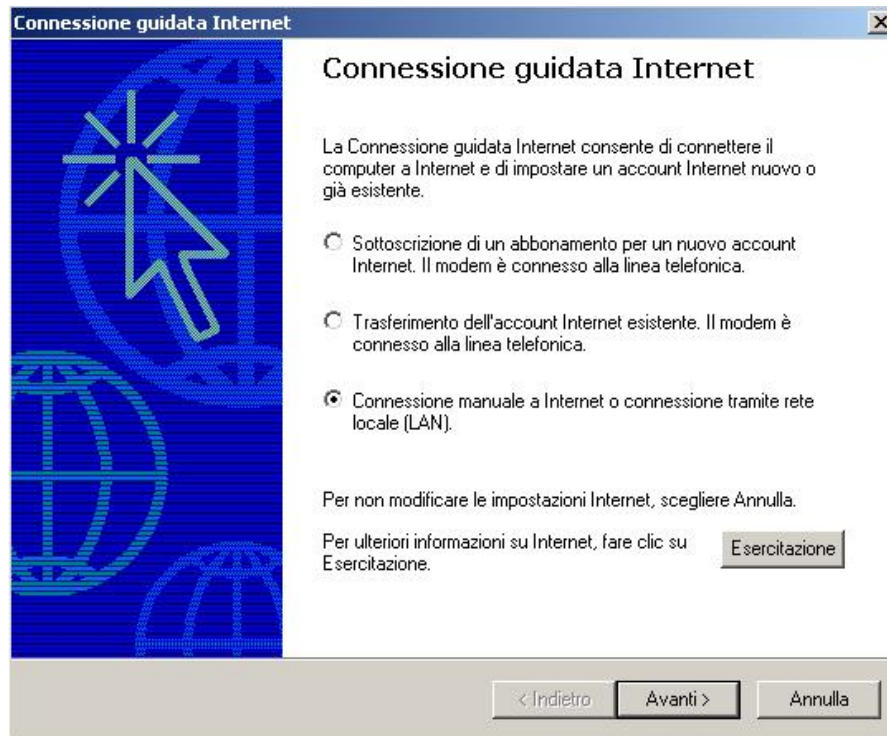 Connessione guidata Internet
Connessione guidata Internet
La Connessione guidata Internet consente di connettere il
computer a Internet e di impostare un account Internet nuovo o
già esistente.
Sottoscrizione di un abbonamento per un nuovo account
Internet. Il modem è connesso alla linea telefonica.
Trasferimento dell'account Internet esistente. Il modem è
connesso alla linea telefonica.
Connessione manuale a Internet o connessione tramite rete
locale (LAN).
Per non modificare le impostazioni Internet, scegliere Annulla.
Per ulteriori informazioni su Internet, fare clic su
Esercitazione.
Esercitazione
< Indietro
Avanti >
Annulla